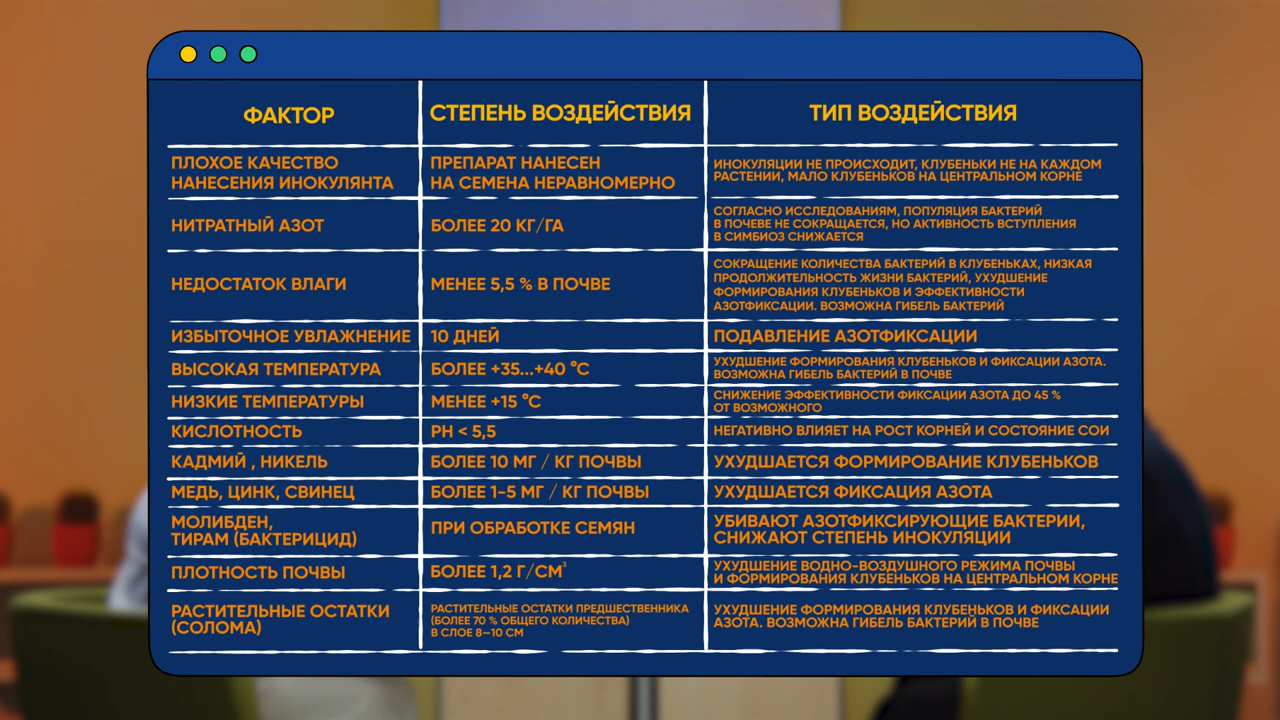 ФАКТОР
СТЕПЕНЬ ВОЗДЕЙСТВИЯ
ТИП ВОЗДЕЙСТВИЯ
ПЛОХОЕ КАЧЕСТВО
НАНЕСЕНИЯ ИНОКУЛЯНТА
ПРЕПАРАТ НАНЕСЕН
НА СЕМЕНА НЕРАВНОМЕРНО
ИНОКУЛЯЦИИ НЕ ПРОИСХОДИТ, КЛУБЕНЬКИ НЕ НА КАЖДОМ
РАСТЕНИИ, МАЛО КЛУБЕНЬКОВ НА ЦЕНТРАЛЬНОМ КОРНЕ
НИТРАТНЫЙ АЗОТ
БОЛЕЕ 20 КГ/ГА
СОГЛАСНО ИССЛЕДОВАНИЯМ, ПОПУЛЯЦИЯ БАКТЕРИЙ
В ПОЧЕВЕ НЕ СОКРАЩАЕТСЯ, НО АКТИВНОСТЬ ВСТУПЛЕНИЯ
В СИМБИОЗ СНИЖАЕТСЯ
НЕДОСТАТОК ВЛАГИ
МЕНЕЕ 5,5 % В ПОЧВЕ
СОКРАЩЕНИЕ КОЛИЧЕСТВА БАКТЕРИЙ В КЛУБЕНЬКАХ, НИЗКАЯ
ПРОДОЛЖИТЕЛЬНОСТЬ ЖИЗНИ БАКТЕРИЙ, УХУДШЕНИЕ
ФОРМИРОВАНИЯ КЛУБЕНЬКОВ И ЭФФЕКТИВНОСТИ
АЗОТФИКСАЦИИ. ВОЗМОЖНА ГИБЕЛЬ БАКТЕРИЙ
ИЗБЫТОЧНОЕ УВЛАЖНЕНИЕ
10 ДНЕЙ
ПОДАВЛЕНИЕ АЗОТФИКСАЦИИ
ВЫСОКАЯ ТЕМПЕРАТУРА
БОЛЕЕ +35...+40 °С
УХУДШЕНИЕ ФОРМИРОВАНИЯ КЛУБЕНЬКОВ И ФИКСАЦИИ АЗОТА.
ВОЗМОЖНА ГИБЕЛЬ БАКТЕРИЙ В ПОЧВЕ
НИЗКИЕ ТЕМПЕРАТУРЫ
МЕНЕЕ +15 °С
СНИЖЕНИЕ ЭФФЕКТИВНОСТИ ФИКСАЦИИ АЗОТА ДО 45 %
ОТ ВОЗМОЖНОГО
КИСЛОТНОСТЬ
PH < 5,5
НЕГАТИВНО ВЛИЯЕТ НА РОСТ КОРНЕЙ И СОСТОЯНИЕ СОИ
КАДМИЙ , НИКЕЛЬ
БОЛЕЕ 10 МГ / КГ ПОЧВЫ
УХУДШАЕТСЯ ФОРМИРОВАНИЕ КЛУБЕНЬКОВ
МЕДЬ, ЦИНК, СВИНЕЦ
БОЛЕЕ 1-5 МГ / КГ ПОЧВЫ
УХУДШАЕТСЯ ФИКСАЦИЯ АЗОТА
МОЛИБДЕН,
ТИРАМ (БАКТЕРИЦИД)
ПРИ ОБРАБОТКЕ СЕМЯН
УБИВАЮТ АЗОТФИКСИРУЮЩИЕ БАКТЕРИИ,
СНИЖАЮТ СТЕПЕНЬ ИНОКУЛЯЦИИ
ПЛОТНОСТЬ ПОЧВЫ
БОЛЕЕ 1,2 Г/СМ³
УХУДШЕНИЕ ВОДНО-ВОЗДУШНОГО РЕЖИМА ПОЧВЫ
И ФОРМИРОВАНИЯ КЛУБЕНЬКОВ НА ЦЕНТРАЛЬНОМ КОРНЕ
РАСТИТЕЛЬНЫЕ ОСТАТКИ
(СОЛОМА)
РАСТИТЕЛЬНЫЕ ОСТАТКИ ПРЕДШЕСТВЕННИКА
(БОЛЕЕ 70 % ОБЩЕГО КОЛИЧЕСТВА)
В СЛОЕ 8–10 СМ
УХУДШЕНИЕ ФОРМИРОВАНИЯ КЛУБЕНЬКОВ И ФИКСАЦИИ
АЗОТА. ВОЗМОЖНА ГИБЕЛЬ БАКТЕРИЙ В ПОЧВЕ